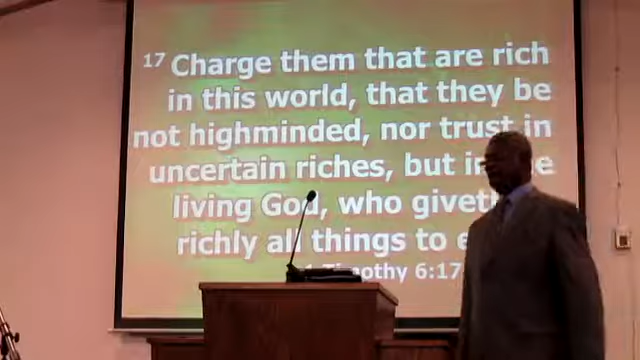 17 Charge them that are rich
in this world, that they be
not highminded, nor trust in
uncertain riches, but in
living God, who giveth
richly all things to
1 Timothy 6:17